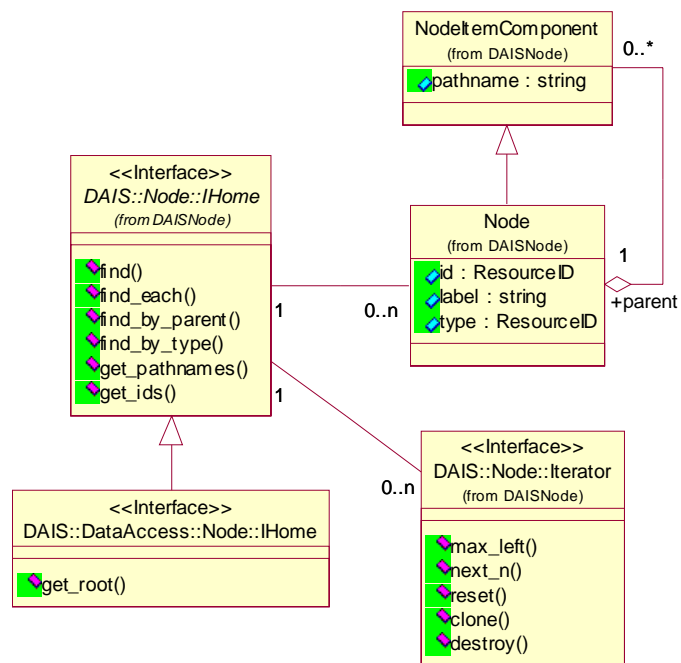 NodeItemComponent
(from DAISNode)
pathname : string
0..*
<<Interface>>
DAIS::Node::IHome
(from DAISNode)
find()
find_each()
find_by_parent()
find_by_type()
get_pathnames()
get_ids()
Node
(from DAISNode)
id : ResourceID
label : string
type : ResourceID
1
+parent
1
0..n
1
0..n
<<Interface>>
DAIS::DataAccess::Node::IHome
get_root()
<<Interface>>
DAIS::Node::Iterator
(from DAISNode)
max_left()
next_n()
reset()
clone()
destroy()